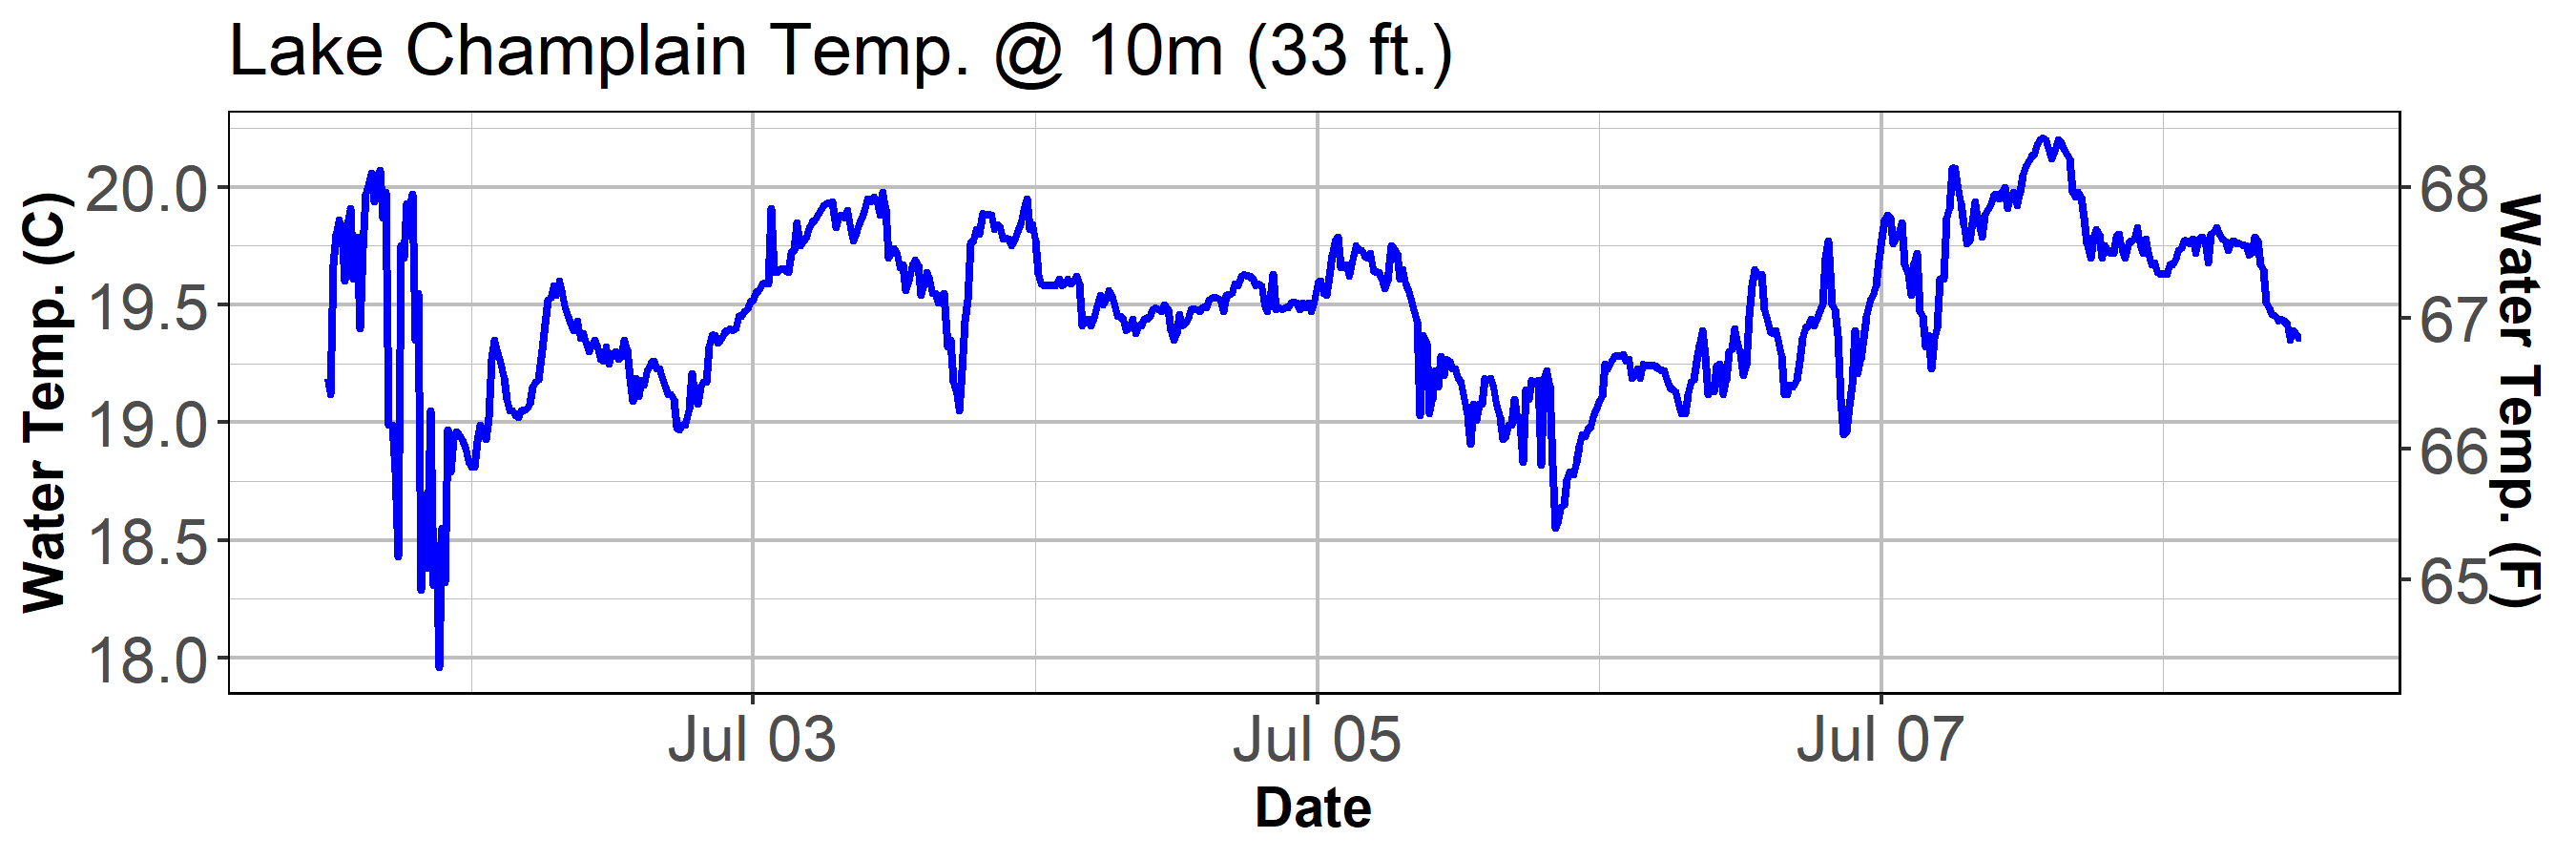 Lake Champlain Temp. @ 10m (33 ft.)
Water Temp. (C)
20.0
19.5
19.0
18.5
18.0
68
67
66
65
Water Temp. (F)
Jul 03
Jul 05
Jul 07
Date